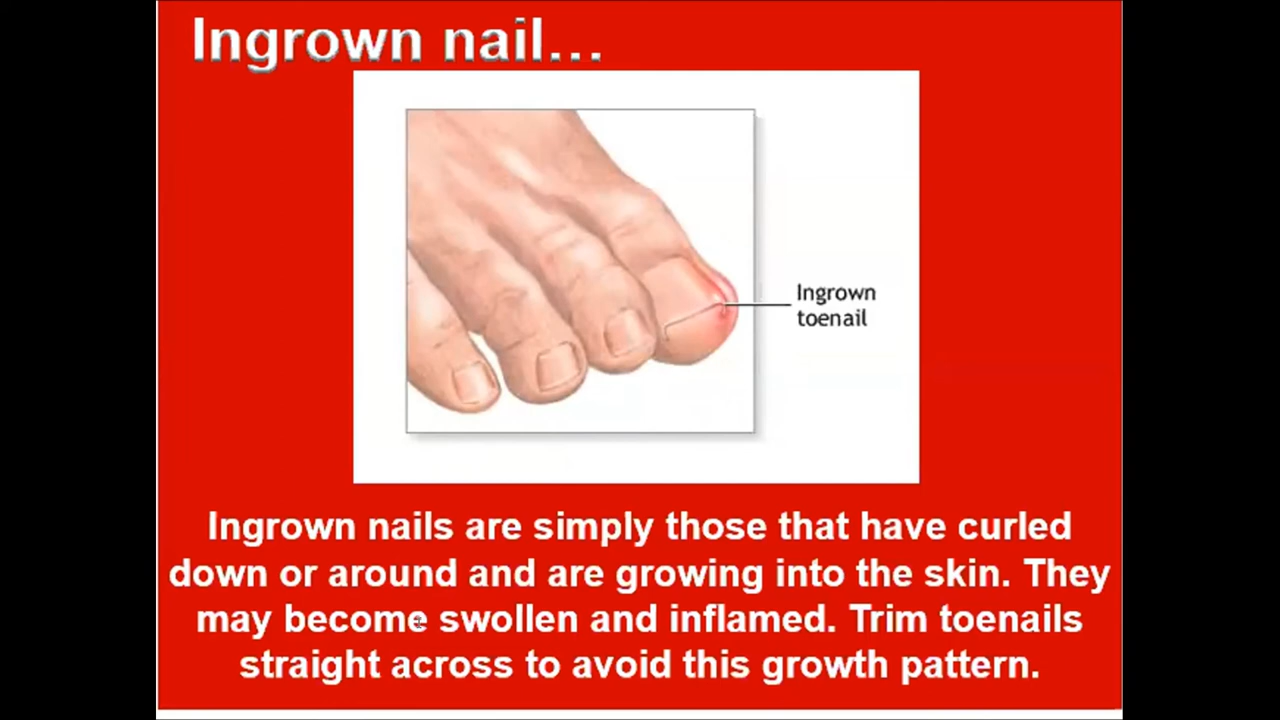 Ingrown nail...
Ingrown
toenail
Ingrown nails are simply those that have curled
down or around and are growing into the skin. They
may become swollen and inflamed. Trim toenails
straight across to avoid this growth pattern.